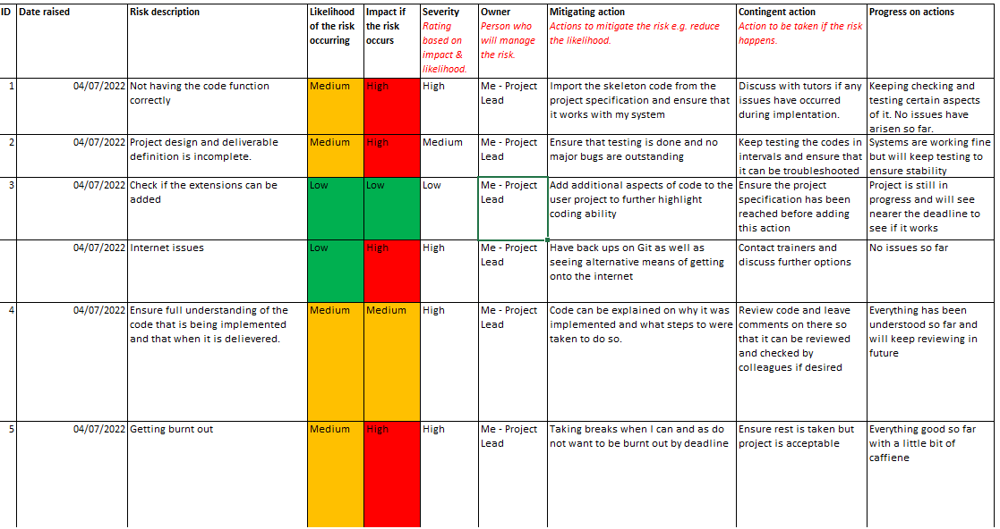 ID Date raised Risk description Likelihood of the risk occurring Impact if the risk occurs Severity Rating based on impact & likelihood. Owner Person who will manage the risk. Mitigating action Actions to mitigate the risk e.g. reduce the likelihood. Contingent action Action to be taken if the risk happens. Progress on actions
1 04/07/2022 Not having the code function correctly Medium High High Me - Project Lead Import the skeleton code from the project specification and ensure that it works with my system Discuss with tutors if any issues have occurred during implentation. Keeping checking and testing certain aspects of it. No issues have arisen so far.
2 04/07/2022 Project design and deliverable definition is incomplete. Medium High Medium Me - Project Lead Ensure that testing is done and no major bugs are outstanding Keep testing the codes in intervals and ensure that it can be troubleshooted Systems are working fine but will keep testing to ensure stability
3 04/07/2022 Check if the extensions can be added Low Low Low Me - Project Lead Add additional aspects of code to the user project to further highlight coding ability Ensure the project specification has been reached before adding this action Project is still in progress and will see nearer the deadline to see if it works
04/07/2022 Internet issues Low High High Me - Project Lead Have back ups on Git as well as seeing alternative means of getting onto the internet Contact trainers and discuss further options No issues so far
4 04/07/2022 Ensure full understanding of the code that is being implemented and that when it is delievered. Medium Medium High Me - Project Lead Code can be explained on why it was implemented and what steps to were taken to do so. Review code and leave comments on there so that it can be reviewed and checked by colleagues if desired Everything has been understood so far and will keep reviewing in future
5 04/07/2022 Getting burnt out Medium High High Me - Project Lead Taking breaks when I can and as do not want to be burnt out by deadline Ensure rest is taken but project is acceptable Everything good so far with a little bit of caffiene